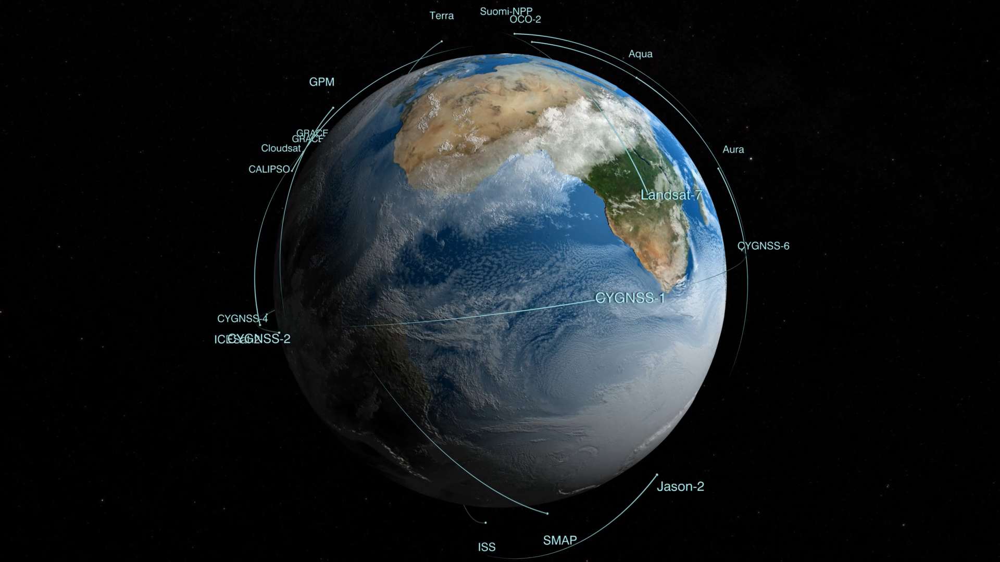 Suomi-NPP
Terra
OCO-2
Aqua
GPM
GRACE
GRACE
Cloudsat
Aura
CALIPSO
Landsat-7
CYGNSS-6
CYGNSS-1
CYGNSS-4
CYGNSS-2
Jason-2
SMAP
ISS